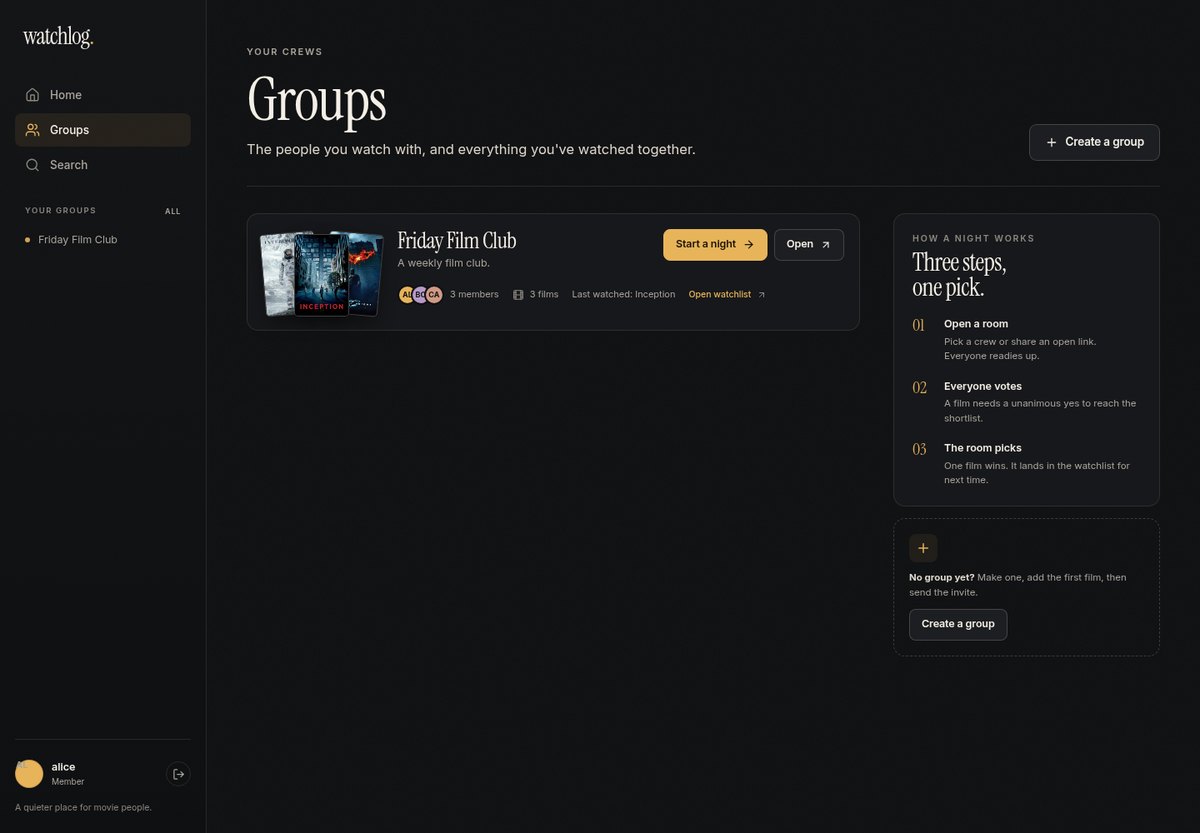 watchlog.
Home
Groups
Search
YOUR GROUPS ALL
Friday Film Club
alice
Member
A quieter place for movie people.
YOUR CREWS
Groups
The people you watch with, and everything you've watched together.
Create a group
INCEPTION
Friday Film Club
A weekly film club.
Start a night
Open
AL BO CA 3 members 3 films Last watched: Inception Open watchlist
HOW A NIGHT WORKS
Three steps,
one pick.
01 Open a room
Pick a crew or share an open link.
Everyone readies up.
02 Everyone votes
A film needs a unanimous yes to reach the
shortlist.
03 The room picks
One film wins. It lands in the watchlist for
next time.
No group yet? Make one, add the first film, then
send the invite.
Create a group